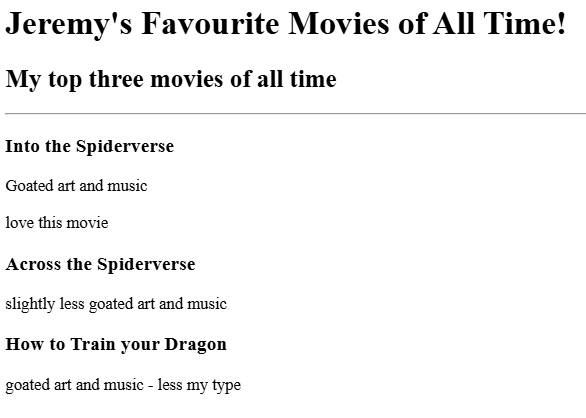 Jeremy's Favourite Movies of All Time!
My top three movies of all time
Into the Spiderverse
Goated art and music
love this movie
Across the Spiderverse
slightly less goated art and music
How to Train your Dragon
goated art and music - less my type